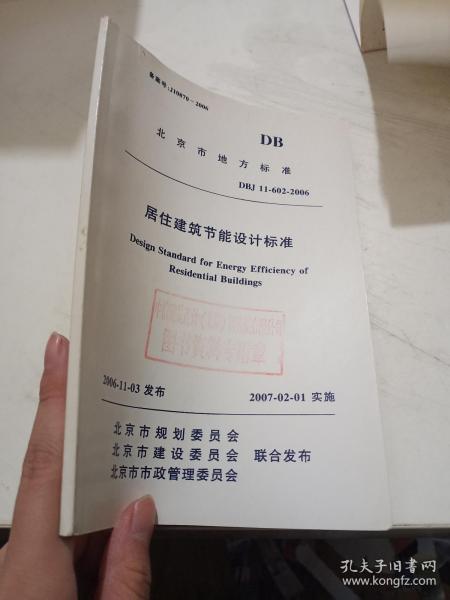 备案号:J10870-2006
DB
北京市地方标准
DBJ 11-602-2006
居住建筑节能设计标准
Design Standard for Energy Efficiency of
Residential Buildings
图书资料专用章
2006-11-03 发布
2007-02-01 实施
北京市规划委员会
北京市建设委员会 联合发布
北京市市政管理委员会
孔夫子旧书网
www.kongfz.com